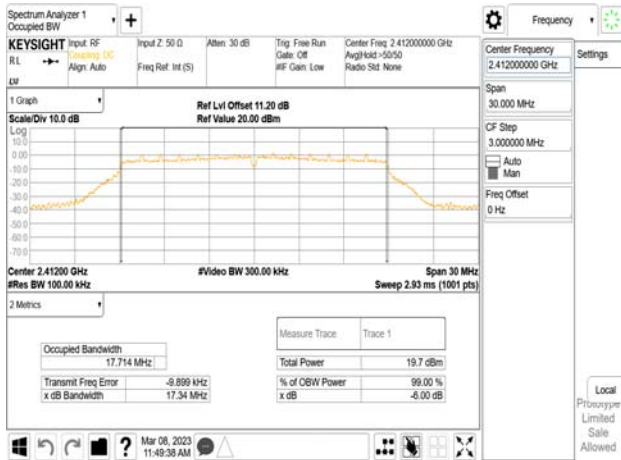 Spectrum Analyzer 1
Occupied BW
+
Frequency
KEYSIGHT
Input: RF
Input Z: 50 Ω
Atten: 30 dB
Trig: Free Run
Center Freq: 2.412000000 GHz
RL
Coupling: DC
Gate: Off
Avg|Hold:>50/50
Align: Auto
Freq Ref: Int (S)
#IF Gain: Low
Radio Std: None
Center Frequency
2.412000000 GHz
Settings
Span
30.000 MHz
CF Step
3.000000 MHz
Auto
Man
Freq Offset
0 Hz
1 Graph
Ref Lvl Offset 11.20 dB
Scale/Div 10.0 dB
Ref Value 20.00 dBm
Log
10.0
0.00
-10.0
-20.0
-30.0
-40.0
-50.0
-60.0
-70.0
Center 2.41200 GHz
#Video BW 300.00 kHz
Span 30 MHz
#Res BW 100.00 kHz
Sweep 2.93 ms (1001 pts)
2 Metrics
Measure Trace
Trace 1
Occupied Bandwidth
17.714 MHz
Total Power
19.7 dBm
Transmit Freq Error
-9.899 kHz
% of OBW Power
99.00 %
x dB Bandwidth
17.34 MHz
x dB
-6.00 dB
Local
Prototype
Limited
Sale
Allowed
?
Mar 08, 2023
11:49:38 AM